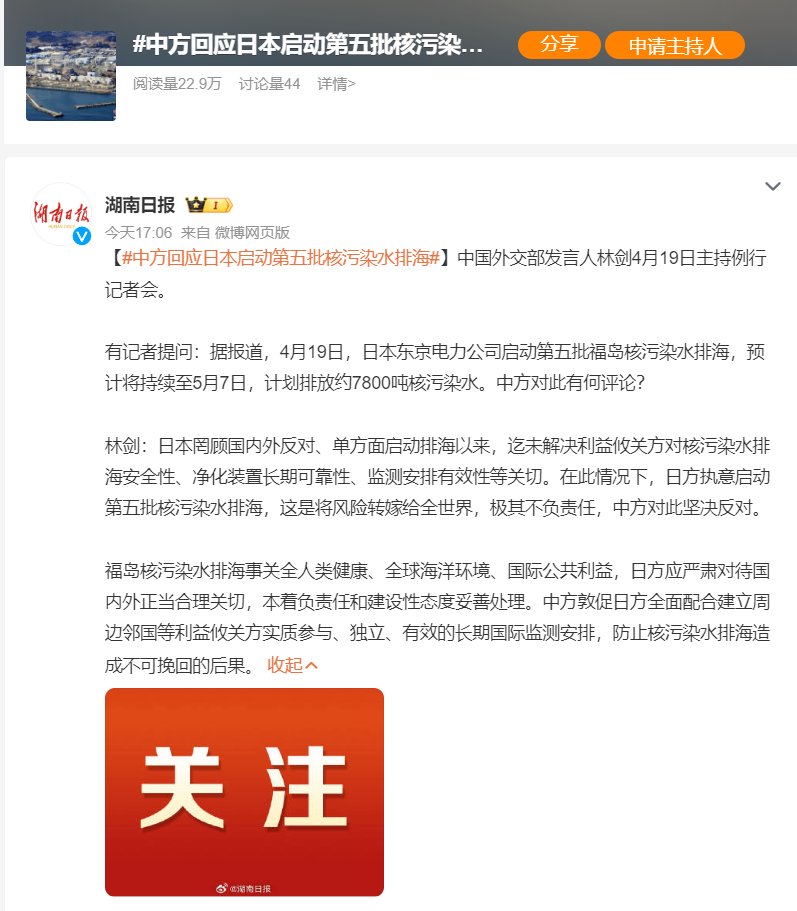 #中方回应日本启动第五批核污染...
分享
申请主持人
阅读量22.9万 讨论量44 详情>
湖南日报
湖南日报 I
今天17:06 来自 微博网页版
【#中方回应日本启动第五批核污染水排海#】中国外交部发言人林剑4月19日主持例行
记者会。
有记者提问：据报道，4月19日，日本东京电力公司启动第五批福岛核污染水排海，预
计将持续至5月7日，计划排放约7800吨核污染水。中方对此有何评论？
林剑：日本罔顾国内外反对、单方面启动排海以来，迄未解决利益攸关方对核污染水排
海安全性、净化装置长期可靠性、监测安排有效性等关切。在此情况下，日方执意启动
第五批核污染水排海，这是将风险转嫁给全世界，极其不负责任，中方对此坚决反对。
福岛核污染水排海事关全人类健康、全球海洋环境、国际公共利益，日方应严肃对待国
内外正当合理关切，本着负责任和建设性态度妥善处理。中方敦促日方全面配合建立周
边邻国等利益攸关方实质参与、独立、有效的长期国际监测安排，防止核污染水排海造
成不可挽回的后果。 收起
关注
@湖南日报